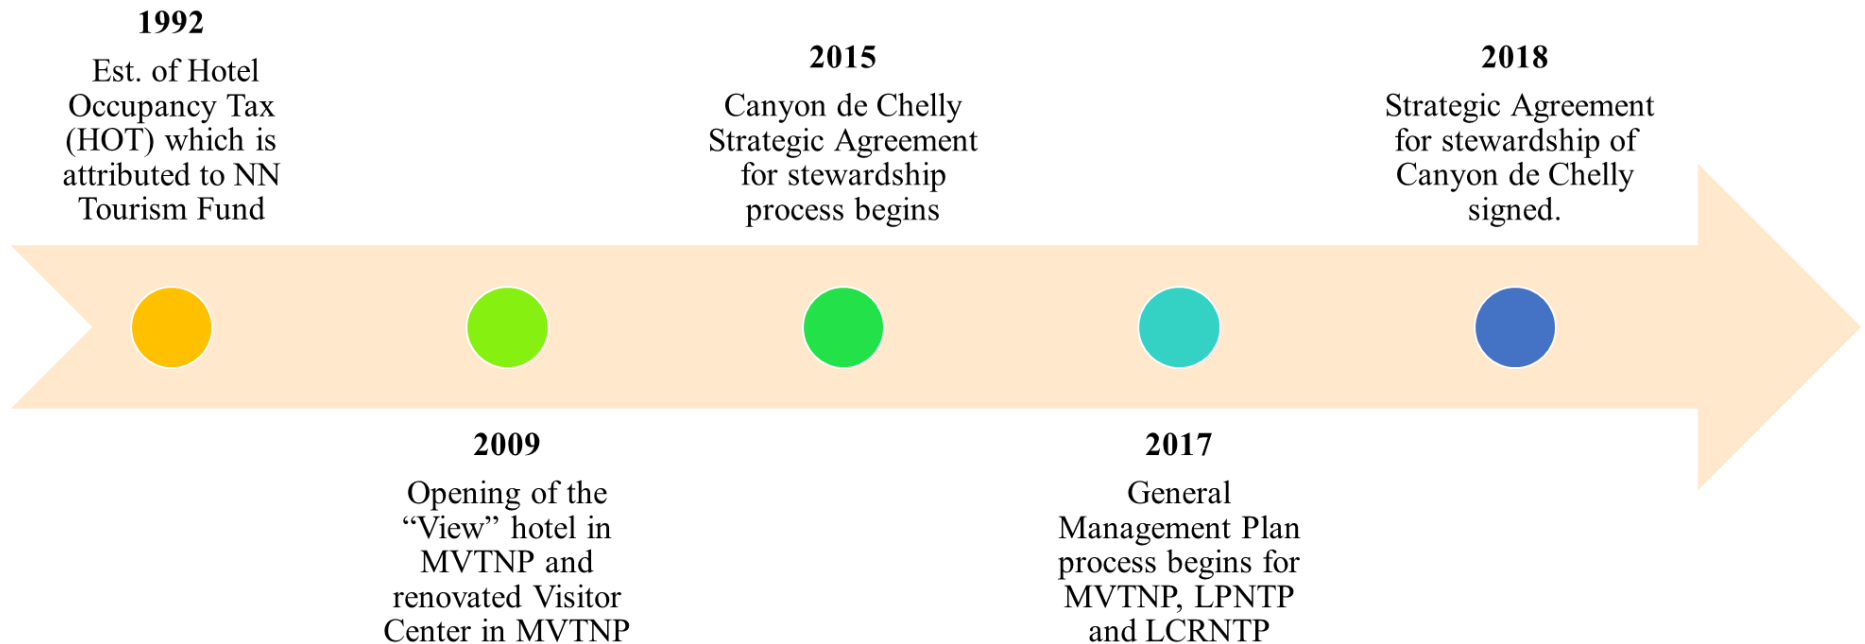 1992
Est. of Hotel
Occupancy Tax
(HOT) which is
attributed to NN
Tourism Fund
2009
Opening of the
“View” hotel in
MVTNP and
renovated Visitor
Center in MVTNP
2015
Canyon de Chelly
Strategic Agreement
for stewardship
process begins
2017
General
Management Plan
process begins for
MVTNP, LPNTP
and LCRNTP
2018
Strategic Agreement
for stewardship of
Canyon de Chelly
signed.